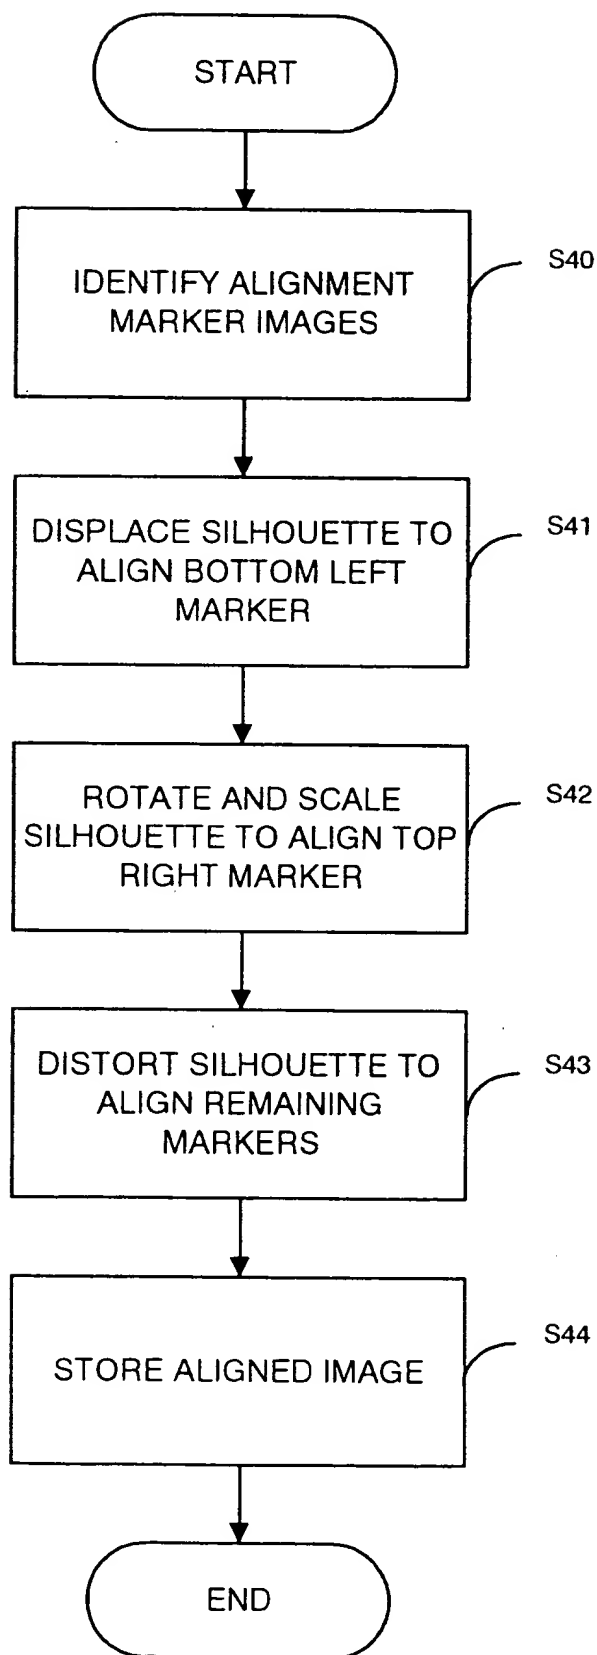 START
IDENTIFY ALIGNMENT
MARKER IMAGES
S40
DISPLACE SILHOUETTE TO
ALIGN BOTTOM LEFT
MARKER
S41
ROTATE AND SCALE
SILHOUETTE TO ALIGN TOP
RIGHT MARKER
S42
DISTORT SILHOUETTE TO
ALIGN REMAINING
MARKERS
S43
STORE ALIGNED IMAGE
S44
END